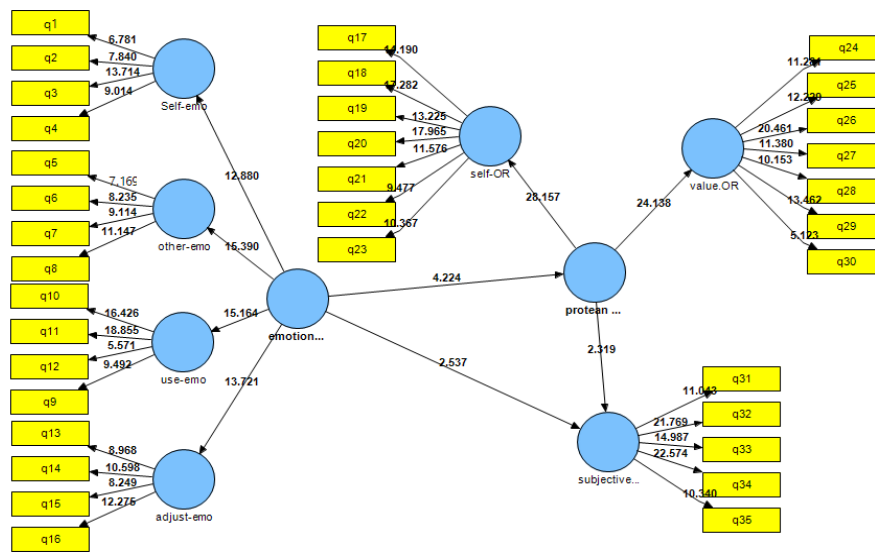 q1
q2
q3
q4
6.781
7.840
13.714
9.014
Self-emo
q5
q6
q7
q8
7.169
8.235
9.114
11.147
other-emo
q10
q11
q12
q9
16.426
18.855
5.571
9.492
use-emo
q13
q14
q15
q16
8.968
10.598
8.249
12.275
adjust-emo
12.880
15.390
15.164
13.721
emotion...
q17
q18
q19
q20
q21
q22
q23
17.282
13.225
17.965
11.576
9.477
10.367
self-OR
28.157
24.138
4.224
protean ...
2.537
2.319
value.OR
20.461
11.380
10.153
13.462
5.123
q24
q25
q26
q27
q28
q29
q30
subjective...
11.043
21.769
14.987
22.574
10.340
q31
q32
q33
q34
q35